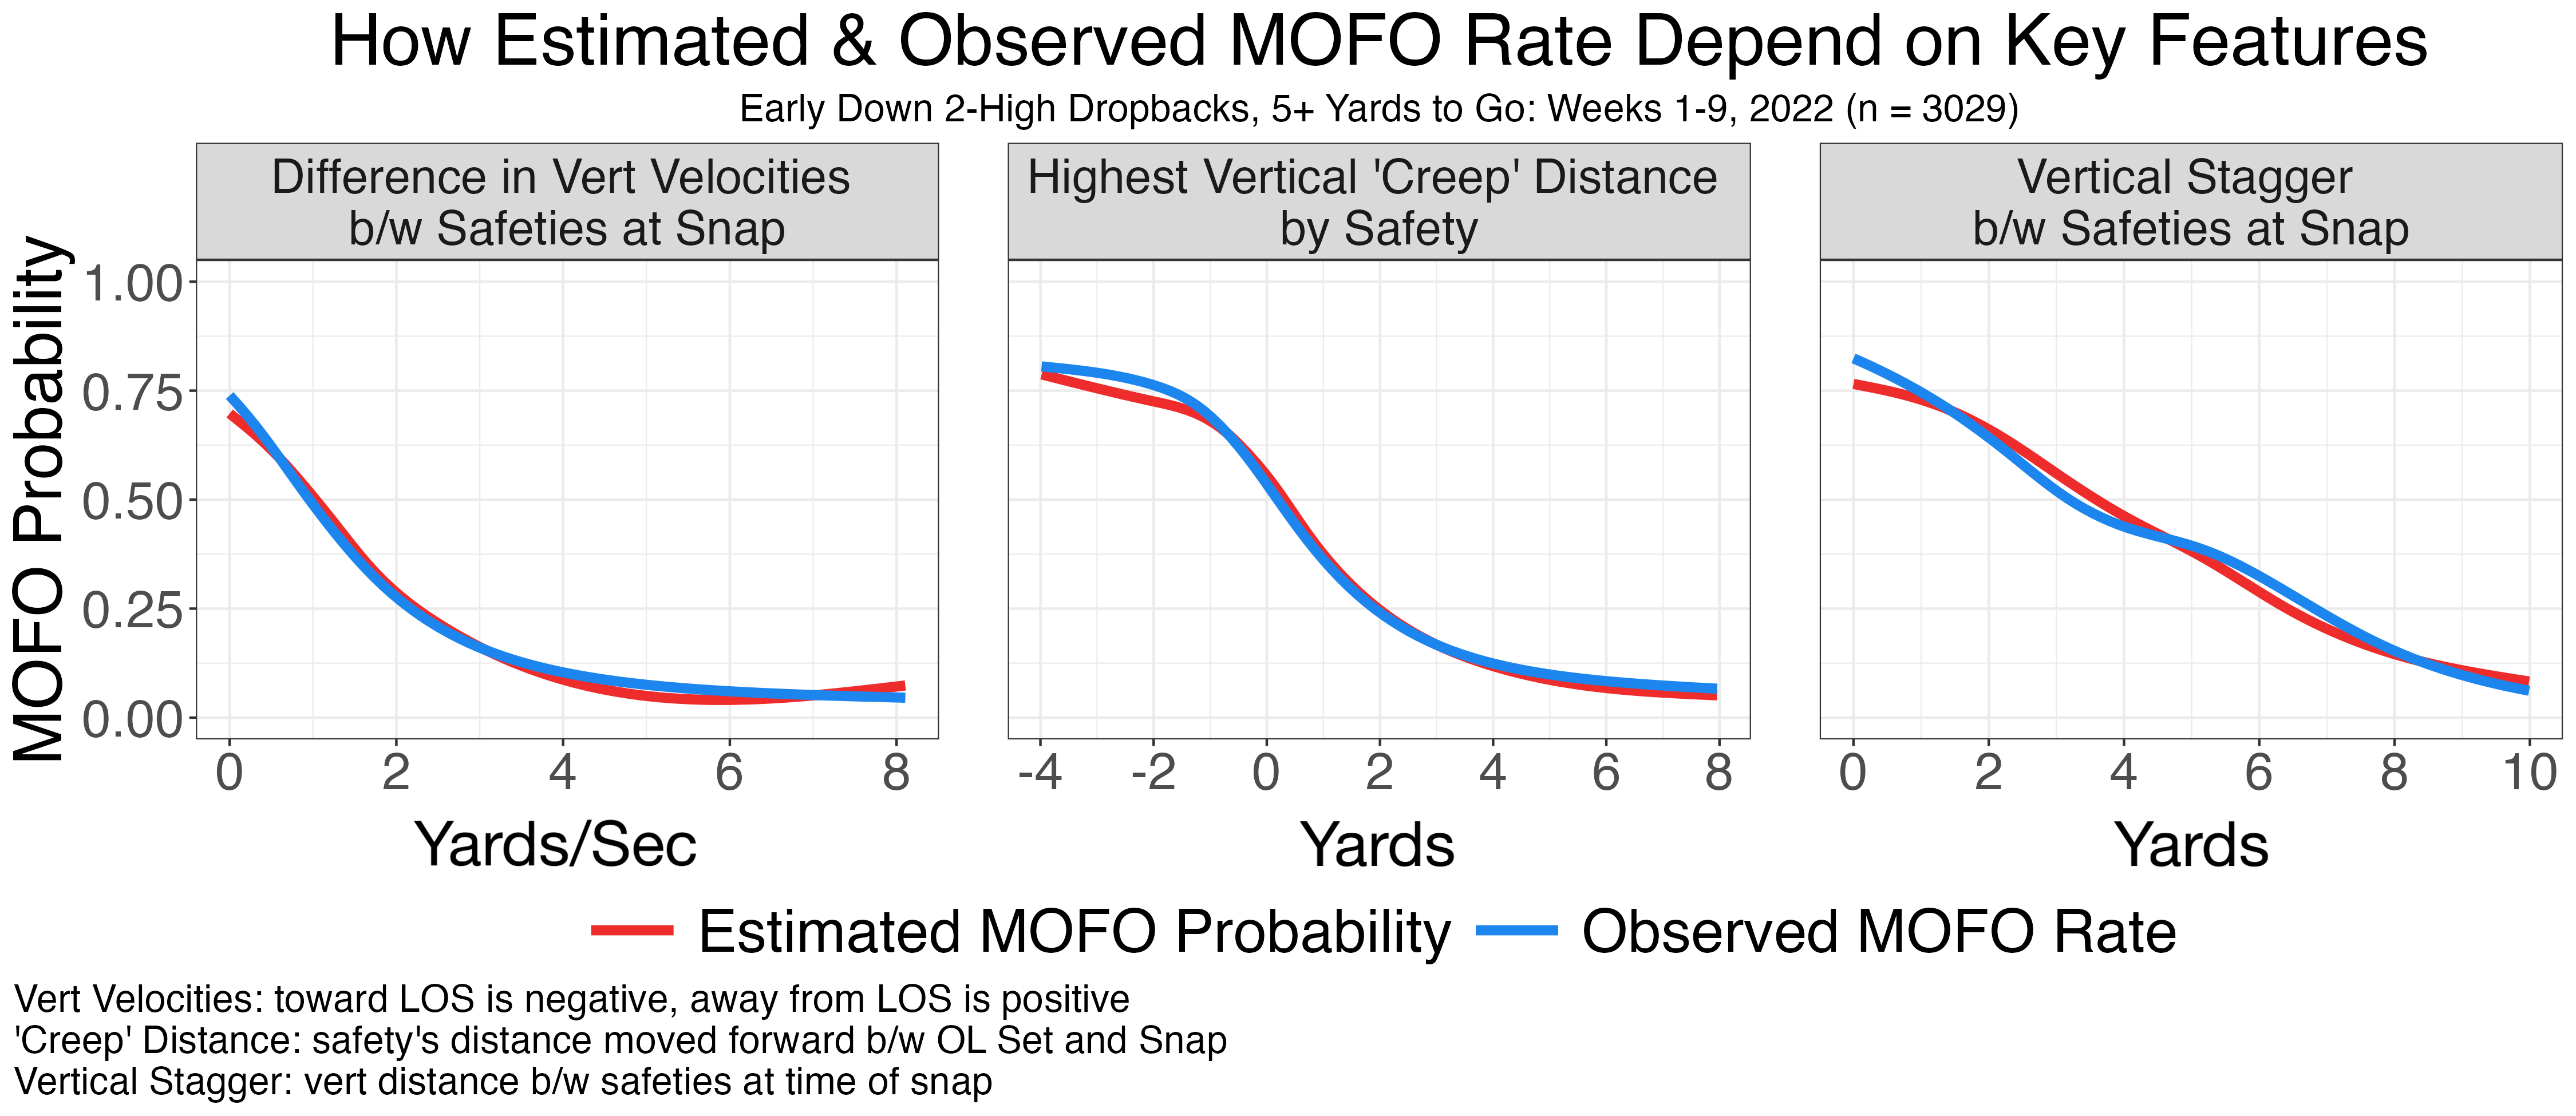 How Estimated & Observed MOFO Rate Depend on Key Features
Early Down 2-High Dropbacks, 5+ Yards to Go: Weeks 1-9, 2022 (n = 3029)
Difference in Vert Velocities
b/w Safeties at Snap
Highest Vertical 'Creep' Distance
by Safety
Vertical Stagger
b/w Safeties at Snap
MOFO Probability
1.00
0.75
0.50
0.25
0.00
0 2 4 6 8
-4 -2 0 2 4 6 8
0 2 4 6 8 10
Yards/Sec
Yards
Yards
Estimated MOFO Probability
Observed MOFO Rate
Vert Velocities: toward LOS is negative, away from LOS is positive
'Creep' Distance: safety's distance moved forward b/w OL Set and Snap
Vertical Stagger: vert distance b/w safeties at time of snap